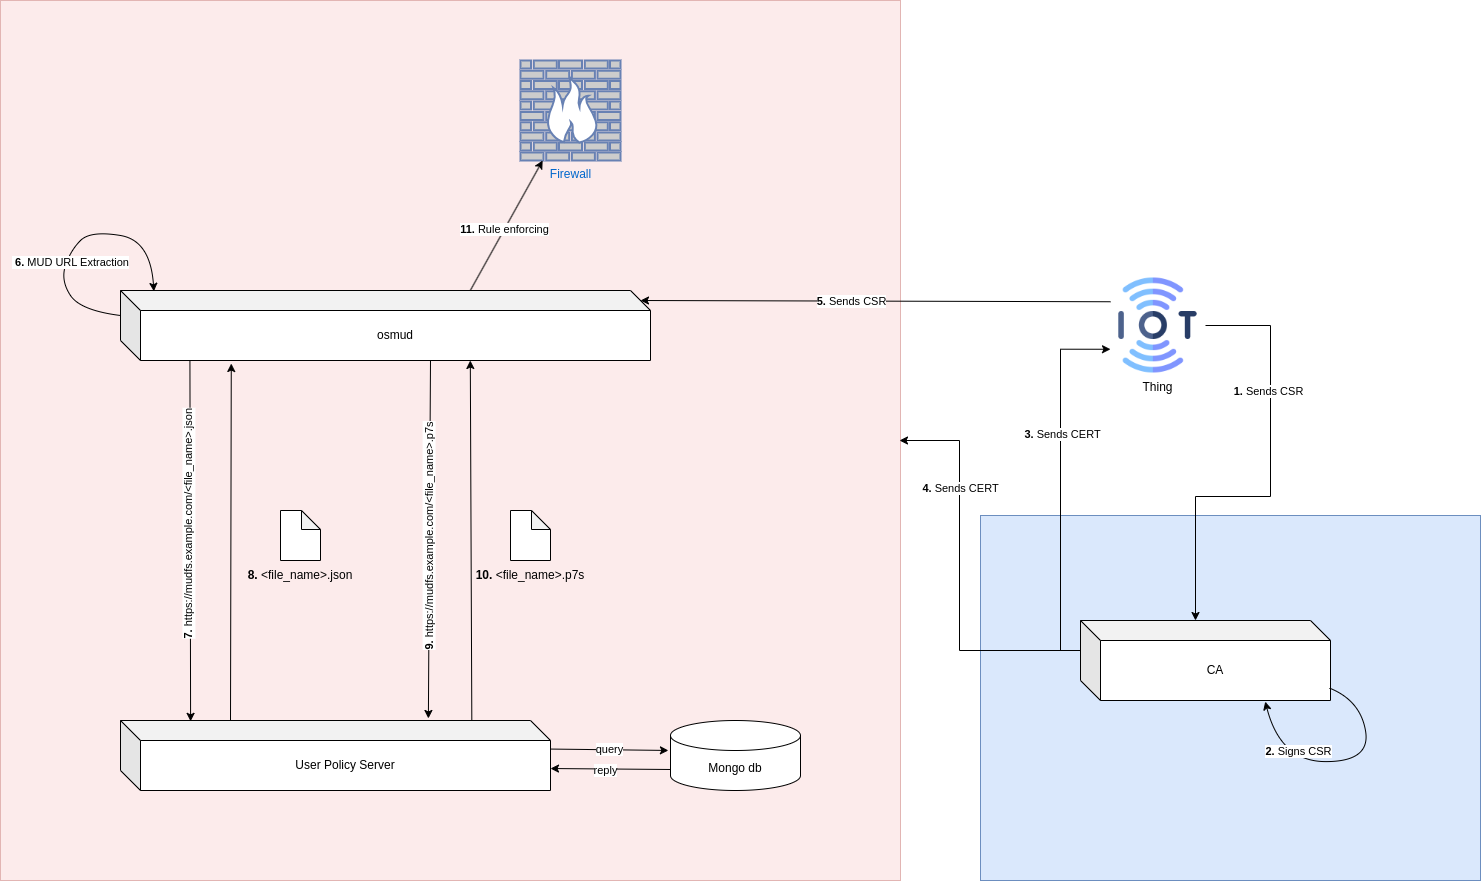 Firewall
11. Rule enforcing
6. MUD URL Extraction
5. Sends CSR
IOT
Thing
osmud
1. Sends CSR
3. Sends CERT
4. Sends CERT
7. https://mudfs.example.com/<file_name>.json
9. https://mudfs.example.com/<file_name>.p7s
8. <file_name>.json
10. <file_name>.p7s
CA
2. Signs CSR
User Policy Server
query
reply
Mongo db